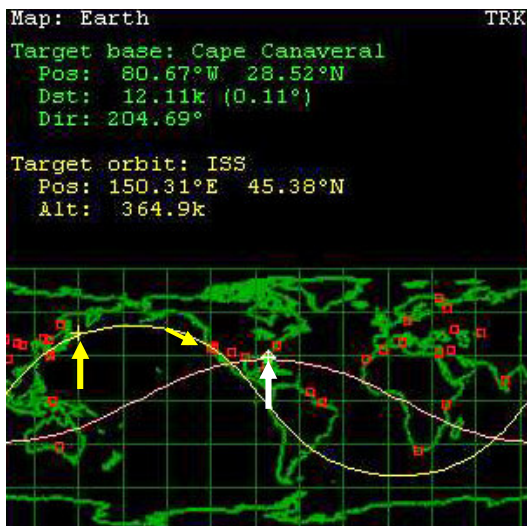 Map: Earth TRK
Target base: Cape Canaveral
Pos: 80.67°W 28.52°N
Dst: 12.11k (0.11°)
Dir: 204.69°
Target orbit: ISS
Pos: 150.31°E 45.38°N
Alt: 364.9k